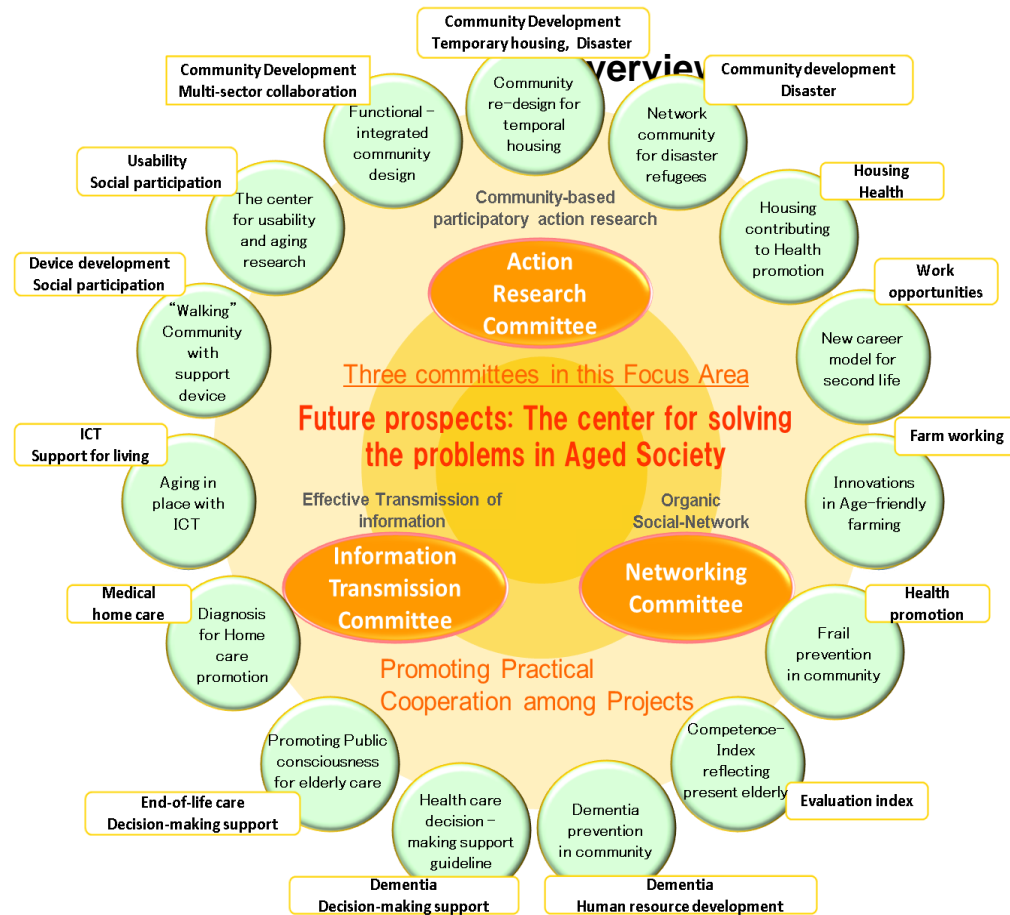 Community Development
Temporary housing, Disaster
verview
Community Development
Multi-sector collaboration
Community development
Disaster
Community
re-design for
temporal
housing
Functional -
integrated
community
design
Network
community
for disaster
refugees
Usability
Social participation
Housing
Health
The center
for usability
and aging
research
Community-based
participatory action research
Housing
contributing
to Health
promotion
Action
Research
Committee
Device development
Social participation
Work
opportunities
"Walking"
Community
with
support
device
New career
model for
second life
Three committees in this Focus Area
Future prospects: The center for solving
the problems in Aged Society
ICT
Support for living
Farm working
Aging in
place with
ICT
Innovations
in Age-friendly
farming
Effective Transmission of
information
Organic
Social-Network
Information
Transmission
Committee
Networking
Committee
Medical
home care
Health
promotion
Diagnosis
for Home
care
promotion
Frail
prevention
in community
Promoting Practical
Cooperation among Projects
Promoting Public
consciousness
for elderly care
Competence-
Index
reflecting
present elderly
End-of-life care
Decision-making support
Evaluation index
Health care
decision -
making support
guideline
Dementia
prevention
in community
Dementia
Decision-making support
Dementia
Human resource development